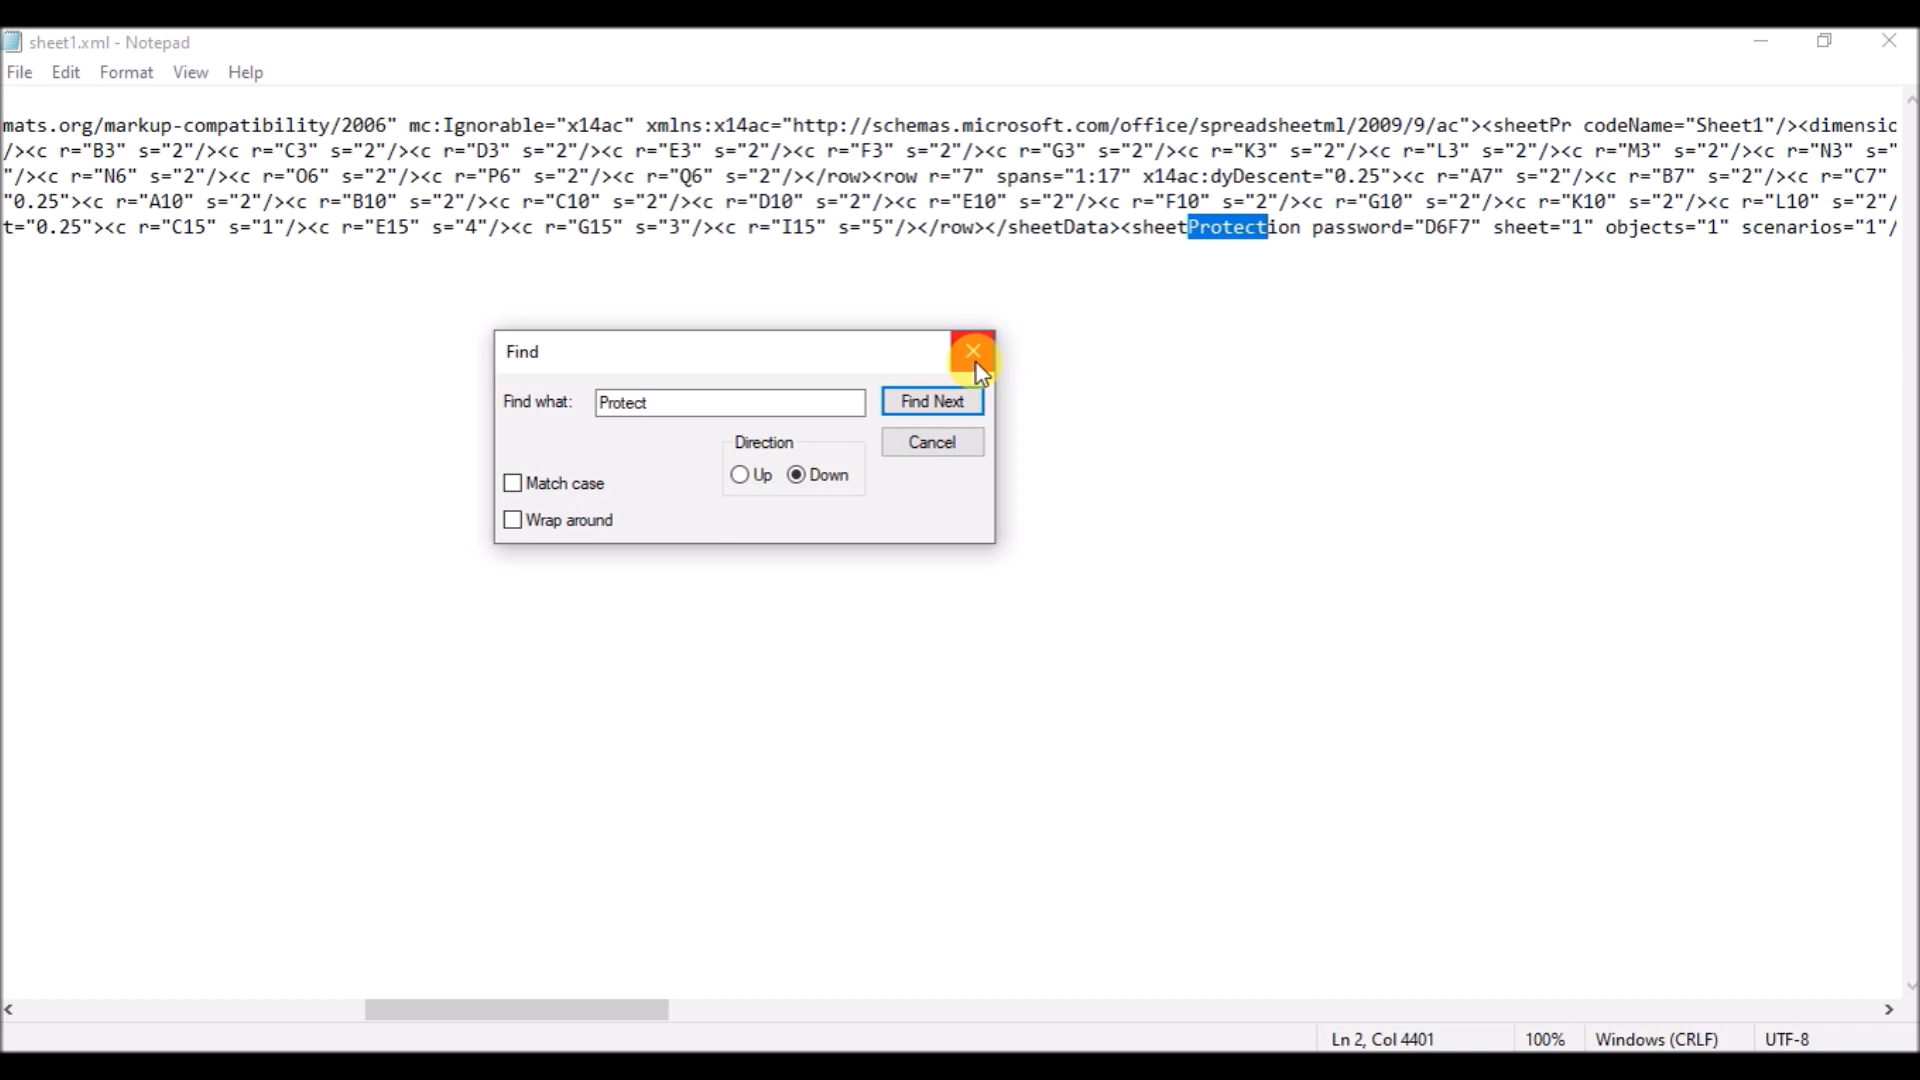 sheet1.xml - Notepad
File Edit Format View Help
mats.org/markup-compatibility/2006" mc:Ignorable="x14ac" xmlns:x14ac="http://schemas.microsoft.com/office/spreadsheetml/2009/9/ac"><sheetPr codeName="Sheet1"/><dimensic
/><c r="B3" s="2"/><c r="C3" s="2"/><c r="D3" s="2"/><c r="E3" s="2"/><c r="F3" s="2"/><c r="G3" s="2"/><c r="K3" s="2"/><c r="L3" s="2"/><c r="M3" s="2"/><c r="N3" s="
"/><c r="N6" s="2"/><c r="O6" s="2"/><c r="P6" s="2"/><c r="Q6" s="2"/></row><row r="7" spans="1:17" x14ac:dyDescent="0.25"><c r="A7" s="2"/><c r="B7" s="2"/><c r="C7"
"0.25"><c r="A10" s="2"/><c r="B10" s="2"/><c r="C10" s="2"/><c r="D10" s="2"/><c r="E10" s="2"/><c r="F10" s="2"/><c r="G10" s="2"/><c r="K10" s="2"/><c r="L10" s="2"/
t="0.25"><c r="C15" s="1"/><c r="E15" s="4"/><c r="G15" s="3"/><c r="I15" s="5"/></row></sheetData><sheetProtection password="D6F7" sheet="1" objects="1" scenarios="1"/
Find
Find what: Protect Find Next
Direction Cancel
Up Down
Match case
Wrap around
Ln 2, Col 4401 100% Windows (CRLF) UTF-8